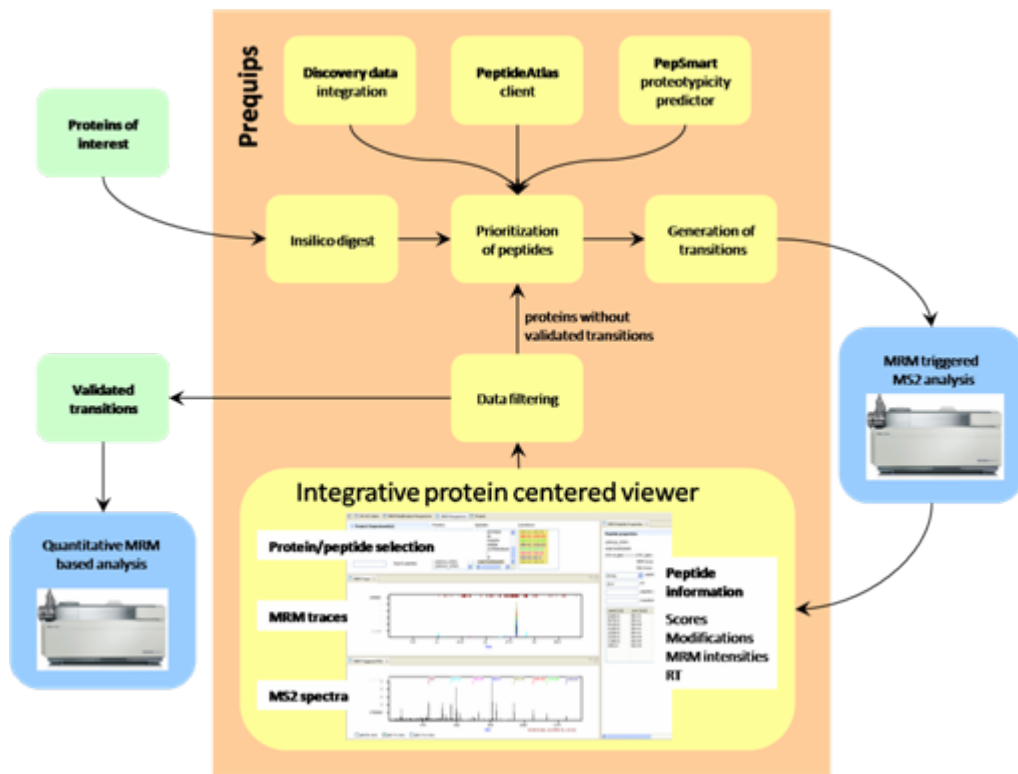 Prequips
Discovery data
integration
PeptideAtlas
client
PepSmart
proteotypicity
predictor
Proteins of
interest
Insilico digest
Prioritization
of peptides
Generation of
transitions
proteins without
validated transitions
MRM triggered
MS2 analysis
Validated
transitions
Data filtering
Quantitative MRM
based analysis
Integrative protein centered viewer
Protein/peptide selection
MRM traces
MS2 spectra
Peptide
information
Scores
Modifications
MRM intensities
RT